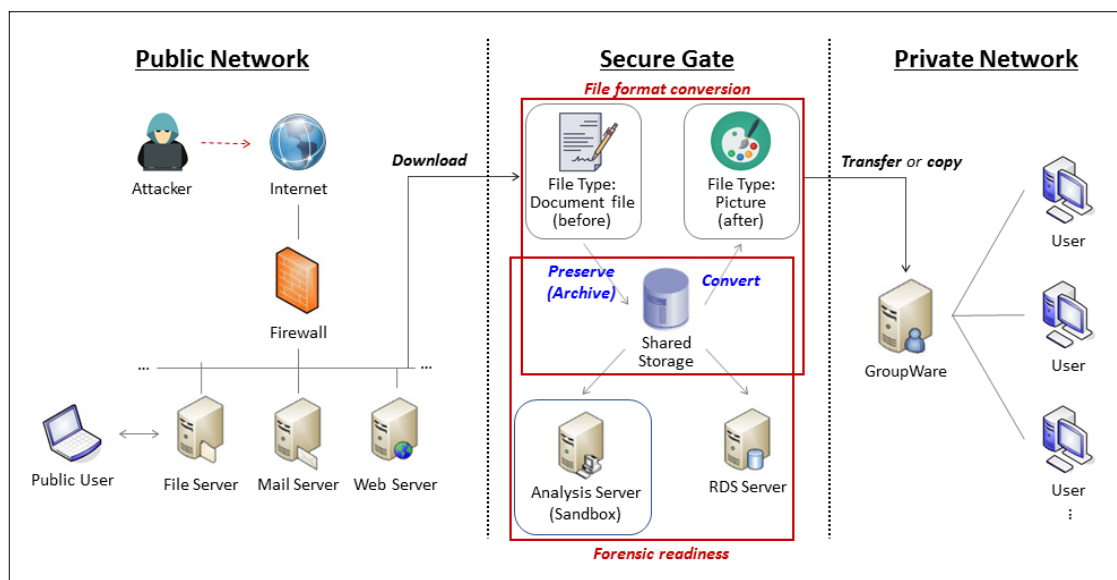 Public Network
Secure Gate
Private Network
File format conversion
Attacker
Internet
Download
File Type:
Document file
(before)
File Type:
Picture
(after)
Transfer or copy
User
Preserve
(Archive)
Convert
Firewall
Shared
Storage
User
GroupWare
...
...
Public User
File Server
Mail Server
Web Server
Analysis Server
(Sandbox)
RDS Server
User
⋮
Forensic readiness